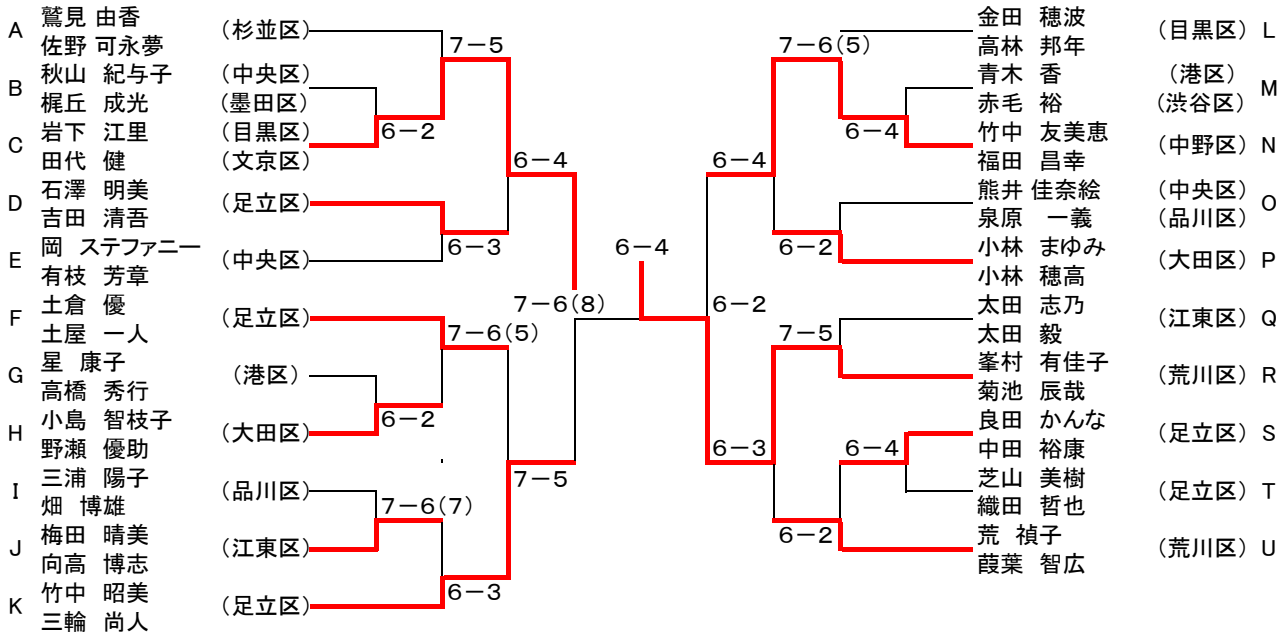 A 鷲見 由香 (杉並区)
佐野 可永夢
B 秋山 紀与子 (中央区)
梶丘 成光 (墨田区)
C 岩下 江里 (目黒区)
田代 健 (文京区)
D 石澤 明美 (足立区)
吉田 清吾
E 岡 ステファニー (中央区)
有枝 芳章
F 土倉 優 (足立区)
土屋 一人
G 星 康子 (港区)
高橋 秀行
H 小島 智枝子 (大田区)
野瀬 優助
I 三浦 陽子 (品川区)
畑 博雄
J 梅田 晴美 (江東区)
向高 博志
K 竹中 昭美 (足立区)
三輪 尚人
7-5
6-2
6-4
6-3
7-6(5)
6-2
7-6(8)
7-6(7)
7-5
6-3
6-4
7-6(5)
6-4
6-4
6-2
6-2
7-5
6-3
6-4
6-2
金田 穂波 (目黒区) L
高林 邦年
青木 香 (港区) M
赤毛 裕 (渋谷区)
竹中 友美恵 (中野区) N
福田 昌幸
熊井 佳奈絵 (中央区) O
泉原 一義 (品川区)
小林 まゆみ (大田区) P
小林 穂高
太田 志乃 (江東区) Q
太田 毅
峯村 有佳子 (荒川区) R
菊池 辰哉
良田 かんな (足立区) S
中田 裕康
芝山 美樹 (足立区) T
織田 哲也
荒 禎子 (荒川区) U
葭葉 智広